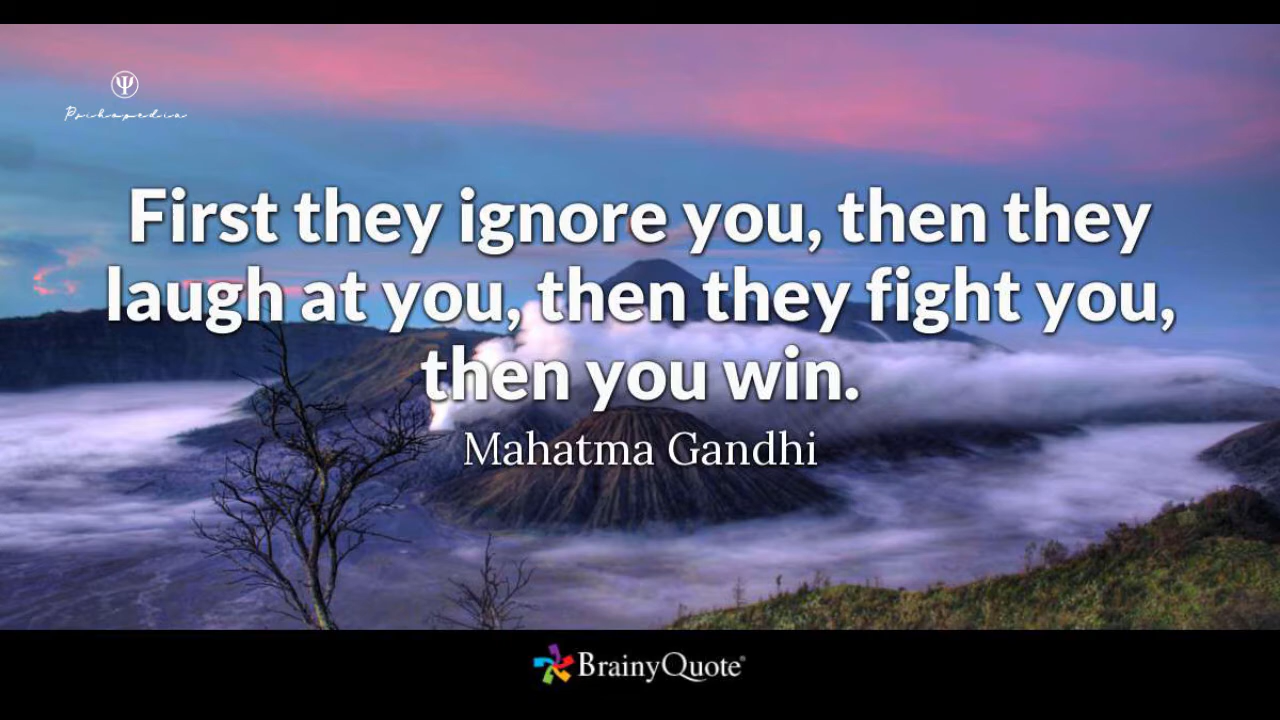 Ψ
Psihopedia
First they ignore you, then they
laugh at you, then they fight you,
then you win.
Mahatma Gandhi
BrainyQuote®